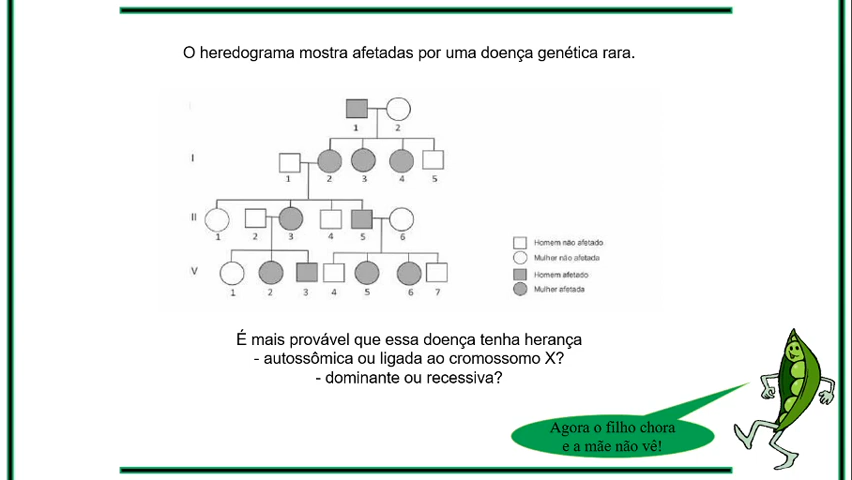 O heredograma mostra afetadas por uma doença genética rara.
I
1 2
I
1 2 3 4 5
II
1 2 3 4 5 6
V
1 2 3 4 5 6 7
Homem não afetado
Mulher não afetada
Homem afetado
Mulher afetada
É mais provável que essa doença tenha herança
- autossômica ou ligada ao cromossomo X?
- dominante ou recessiva?
Agora o filho chora
e a mãe não vê!